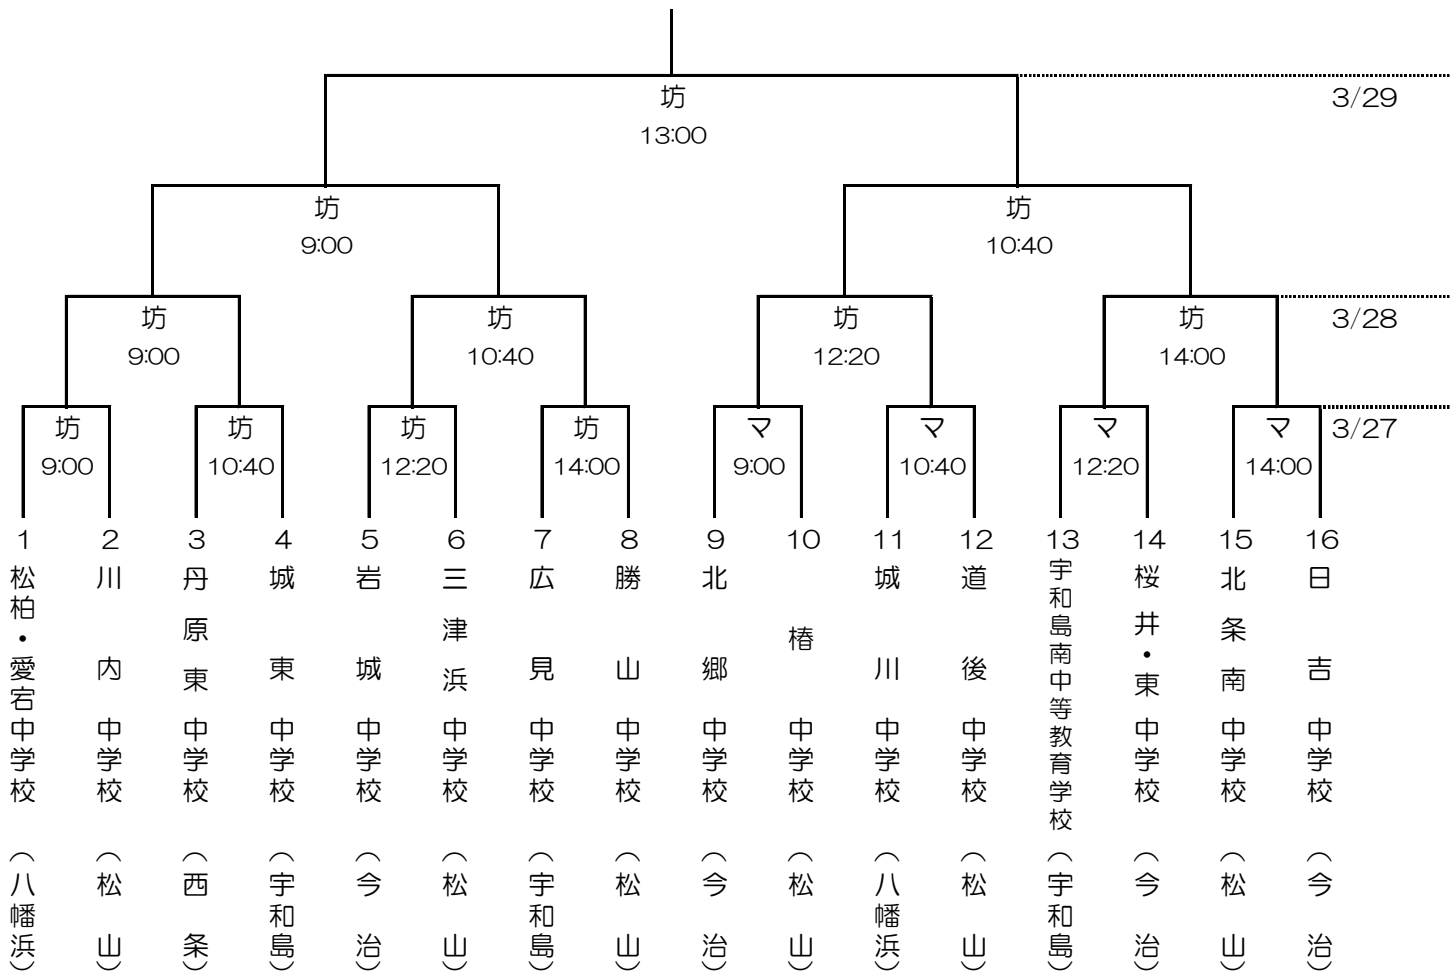 坊
13:00
3/29
坊
9:00
坊
10:40
坊
9:00
坊
10:40
坊
12:20
坊
14:00
3/28
坊
9:00
坊
10:40
坊
12:20
坊
14:00
マ
9:00
マ
10:40
マ
12:20
マ
14:00
3/27
1
松柏・愛宕中学校
(八幡浜)
2
川内中学校
(松山)
3
丹原東中学校
(西条)
4
城東中学校
(宇和島)
5
岩城中学校
(今治)
6
三津浜中学校
(松山)
7
広見中学校
(宇和島)
8
勝山中学校
(松山)
9
北郷中学校
(今治)
10
椿中学校
(松山)
11
城川中学校
(八幡浜)
12
道後中学校
(松山)
13
宇和島南中等教育学校
(宇和島)
14
桜井・東中学校
(今治)
15
北条南中学校
(松山)
16
日吉中学校
(今治)